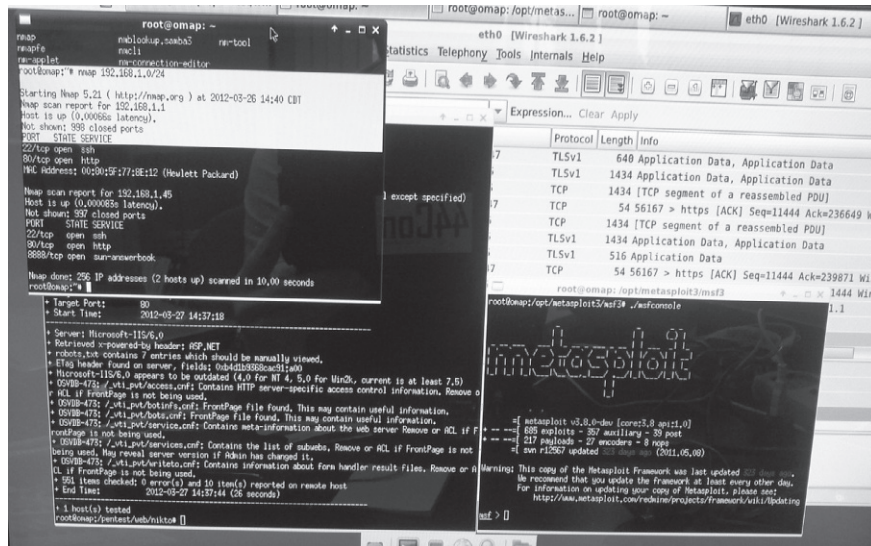 root@omap: ~
root@omap: /opt/metas...
root@omap: ~
eth0 [Wireshark 1.6.2 ]
root@omap: ~
eth0 [Wireshark 1.6.2 ]
Statistics Telephony Tools Internals Help
nmap nmblookup.samba3 nm-tool
nmapfe nmcli
nm-applet nm-connection-editor
root@omap:~# nmap 192.168.1.0/24
Starting Nmap 5.21 ( http://nmap.org ) at 2012-03-26 14:40 CDT
Nmap scan report for 192.168.1.1
Host is up (0.00066s latency).
Not shown: 998 closed ports
PORT STATE SERVICE
22/tcp open ssh
80/tcp open http
MAC Address: 00:80:5F:77:8E:12 (Hewlett Packard)
Nmap scan report for 192.168.1.45
Host is up (0.000083s latency).
Not shown: 997 closed ports
PORT STATE SERVICE
22/tcp open ssh
80/tcp open http
8888/tcp open sun-answerbook
Nmap done: 256 IP addresses (2 hosts up) scanned in 10.00 seconds
root@omap:~#
l except specified)
Expression... Clear Apply
Protocol Length Info
TLSv1 640 Application Data, Application Data
TLSv1 1434 Application Data, Application Data
TCP 1434 [TCP segment of a reassembled PDU]
TCP 54 56167 > https [ACK] Seq=11444 Ack=236649 W
TCP 1434 [TCP segment of a reassembled PDU]
TLSv1 1434 Application Data, Application Data
TLSv1 516 Application Data
TCP 54 56167 > https [ACK] Seq=11444 Ack=239871 Wi
1444 Win
1.1
+ Target Port: 80
+ Start Time: 2012-03-27 14:37:18
+ Server: Microsoft-IIS/6.0
+ Retrieved x-powered-by header: ASP.NET
+ robots.txt contains 7 entries which should be manually viewed.
+ ETag header found on server, fields: 0xb4d1b9368cac91:a00
+ Microsoft-IIS/6.0 appears to be outdated (4.0 for NT 4, 5.0 for Win2k, current is at least 7.5)
+ OSVDB-473: /_vti_pvt/access.cnf: Contains HTTP server-specific access control information. Remove o
r ACL if FrontPage is not being used.
+ OSVDB-473: /_vti_pvt/botinfs.cnf: FrontPage file found. This may contain useful information.
+ OSVDB-473: /_vti_pvt/bots.cnf: FrontPage file found. This may contain useful information.
+ OSVDB-473: /_vti_pvt/service.cnf: Contains meta-information about the web server Remove or ACL if F
rontPage is not being used.
+ OSVDB-473: /_vti_pvt/services.cnf: Contains the list of subwebs. Remove or ACL if FrontPage is not
being used. May reveal server version if Admin has changed it.
+ OSVDB-473: /_vti_pvt/writeto.cnf: Contains information about form handler result files. Remove or A
CL if FrontPage is not being used.
+ 551 items checked: 0 error(s) and 10 item(s) reported on remote host
+ End Time: 2012-03-27 14:37:44 (26 seconds)
+ 1 host(s) tested
root@omap:/pentest/web/nikto#
root@omap: /opt/metasploit3/msf3
root@omap:/opt/metasploit3/msf3# ./msfconsole
metasploit
=[ metasploit v3.8.0-dev [core:3.8 api:1.0]
+ -- --=[ 685 exploits - 357 auxiliary - 39 post
+ -- --=[ 217 payloads - 27 encoders - 8 nops
=[ svn r12567 updated 323 days ago (2011.05.08)
Warning: This copy of the Metasploit Framework was last updated 323 days ago.
We recommend that you update the framework at least every other day.
For information on updating your copy of Metasploit, please see:
http://www.metasploit.com/redmine/projects/framework/wiki/Updating
msf >